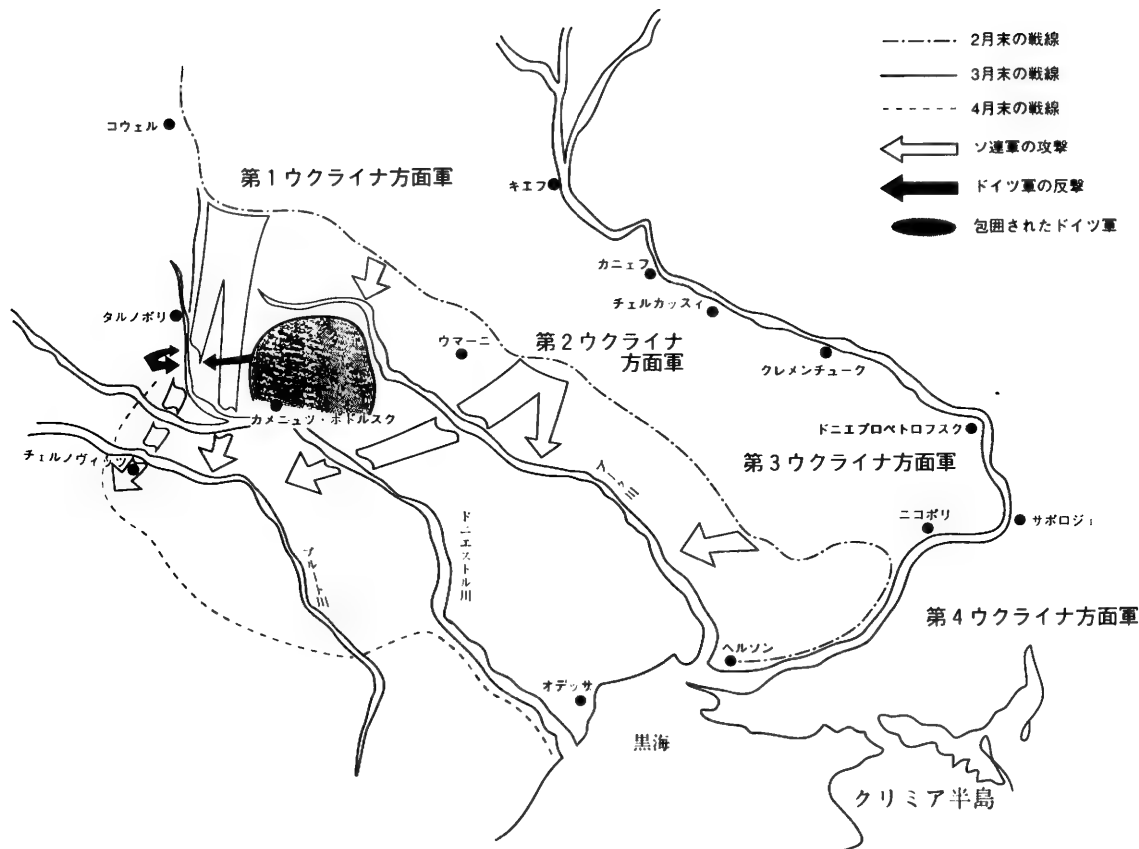 2月末の戦線
3月末の戦線
4月末の戦線
ソ連軍の攻撃
ドイツ軍の反撃
包囲されたドイツ軍
コウェル
第1ウクライナ方面軍
キエフ
カニェフ
チェルカッスィ
タルノポリ
ウマーニ
第2ウクライナ
方面軍
クレメンチューク
カメニュツ・ポドルスク
ドニエプロペトロフスク
チェルノヴィッツ
第3ウクライナ方面軍
ニコポリ
サポロジェ
ドニエストル川
プルート川
第4ウクライナ方面軍
ヘルソン
オデッサ
黒海
クリミア半島